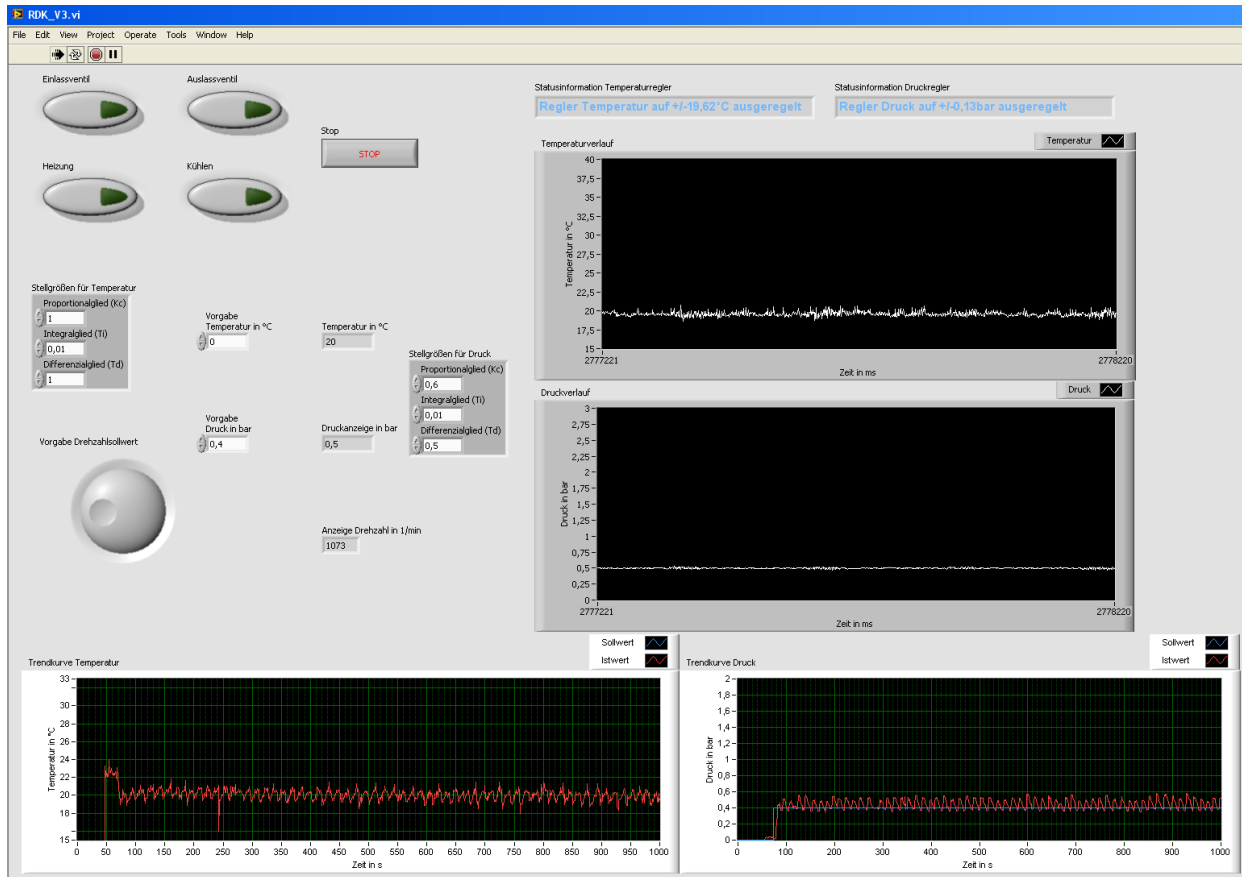 RDK_V3.vi
File Edit View Project Operate Tools Window Help
Einlassventil
Auslassventil
Heizung
Kühlen
Stop
STOP
Statusinformation Temperaturregler
Regler Temperatur auf +/-19,62°C ausgeregelt
Statusinformation Druckregler
Regler Druck auf +/-0,13bar ausgeregelt
Stellgrößen für Temperatur
Proportionalglied (Kc)
1
Integralglied (Ti)
0,01
Differenzialglied (Td)
1
Vorgabe
Temperatur in °C
0
Temperatur in °C
20
Stellgrößen für Druck
Proportionalglied (Kc)
0,6
Integralglied (Ti)
0,01
Differenzialglied (Td)
0,5
Vorgabe
Druck in bar
0,4
Druckanzeige in bar
0,5
Vorgabe Drehzahlsollwert
Anzeige Drehzahl in 1/min
1073
Temperaturverlauf
Temperatur
Temperatur in °C
40
37,5
35
32,5
30
27,5
25
22,5
20
17,5
15
2777221 2778220
Zeit in ms
Druckverlauf
Druck
Druck in bar
3
2,75
2,5
2,25
2
1,75
1,5
1,25
1
0,75
0,5
0,25
0
2777221 2778220
Zeit in ms
Trendkurve Temperatur
Sollwert
Istwert
Temperatur in °C
33
30
28
26
24
22
20
18
15
0 50 100 150 200 250 300 350 400 450 500 550 600 650 700 750 800 850 900 950 1000
Zeit in s
Trendkurve Druck
Sollwert
Istwert
Druck in bar
2
1,8
1,6
1,4
1,2
1
0,8
0,6
0,4
0,2
0
0 100 200 300 400 500 600 700 800 900 1000
Zeit in s